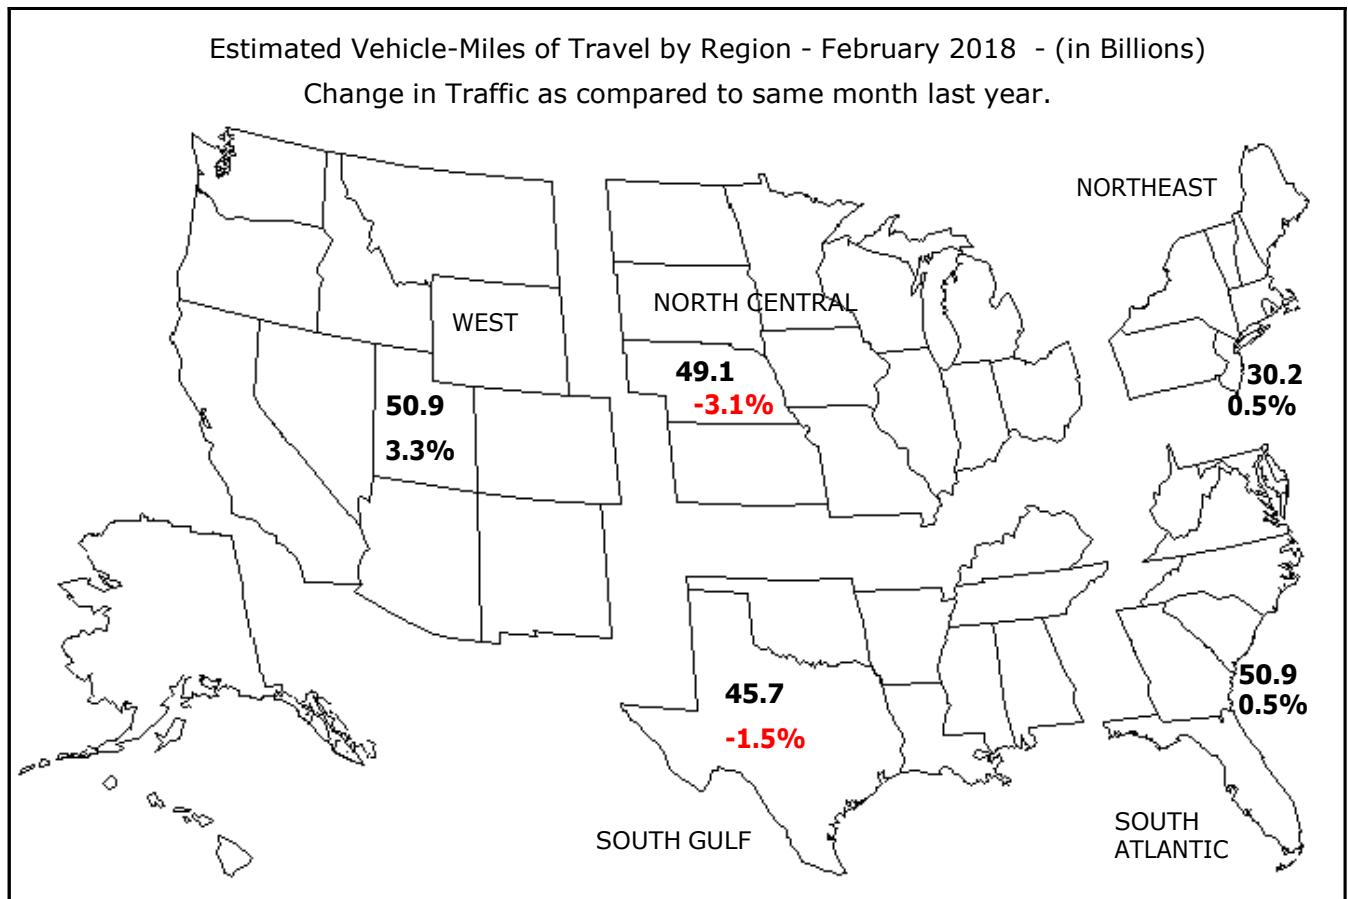 Estimated Vehicle-Miles of Travel by Region - February 2018 - (in Billions)
Change in Traffic as compared to same month last year.
NORTHEAST
30.2
0.5%
NORTH CENTRAL
49.1
-3.1%
WEST
50.9
3.3%
45.7
-1.5%
SOUTH GULF
50.9
0.5%
SOUTH
ATLANTIC